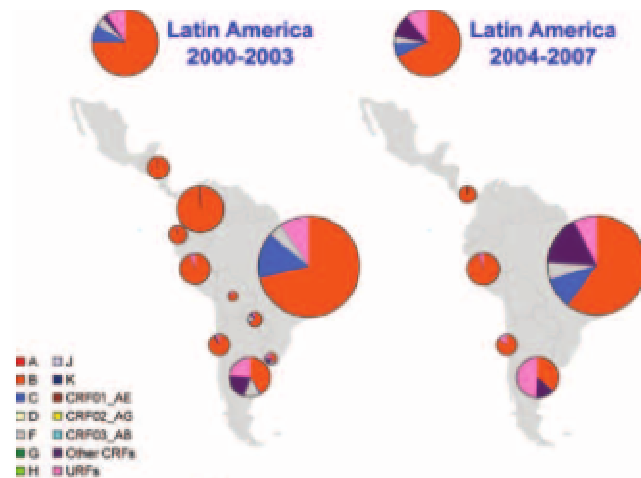 Latin America
2000-2003
Latin America
2004-2007
A
B
C
D
F
G
H
J
K
CRF01_AE
CRF02_AG
CRF03_AB
Other CRFs
URFs